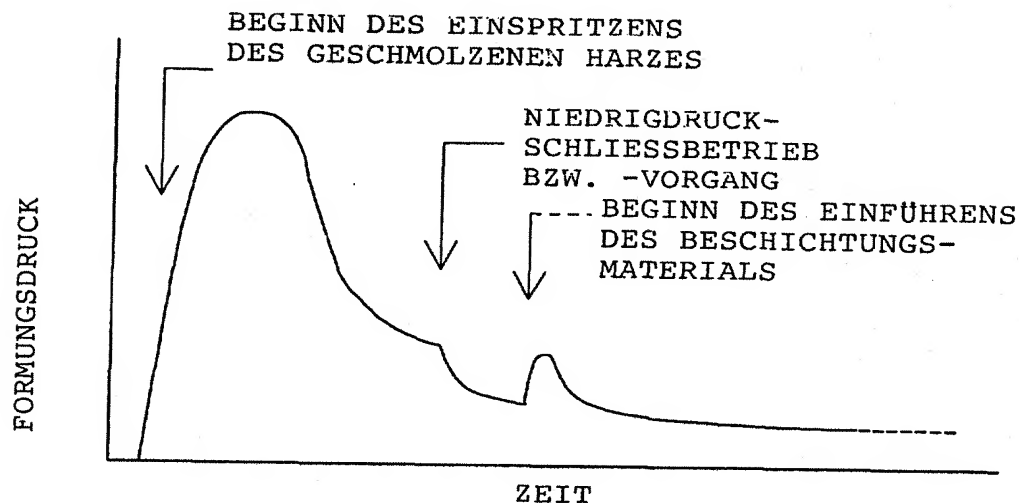 BEGINN DES EINSPRITZENS
DES GESCHMOLZENEN HARZES
NIEDRIGDRUCK-
SCHLIESSBETRIEB
BZW. -VORGANG
BEGINN DES EINFÜHRENS
DES BESCHICHTUNGS-
MATERIALS
FORMUNGSDRUCK
ZEIT